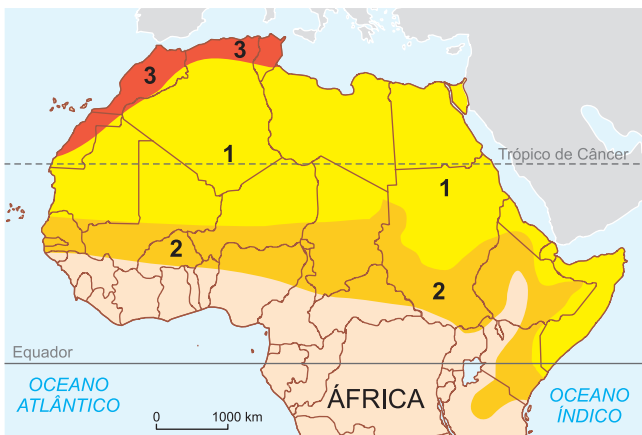 3
3
1
Trópico de Câncer
1
2
2
Equador
OCEANO
ATLÂNTICO
0 1000 km
ÁFRICA
OCEANO
ÍNDICO